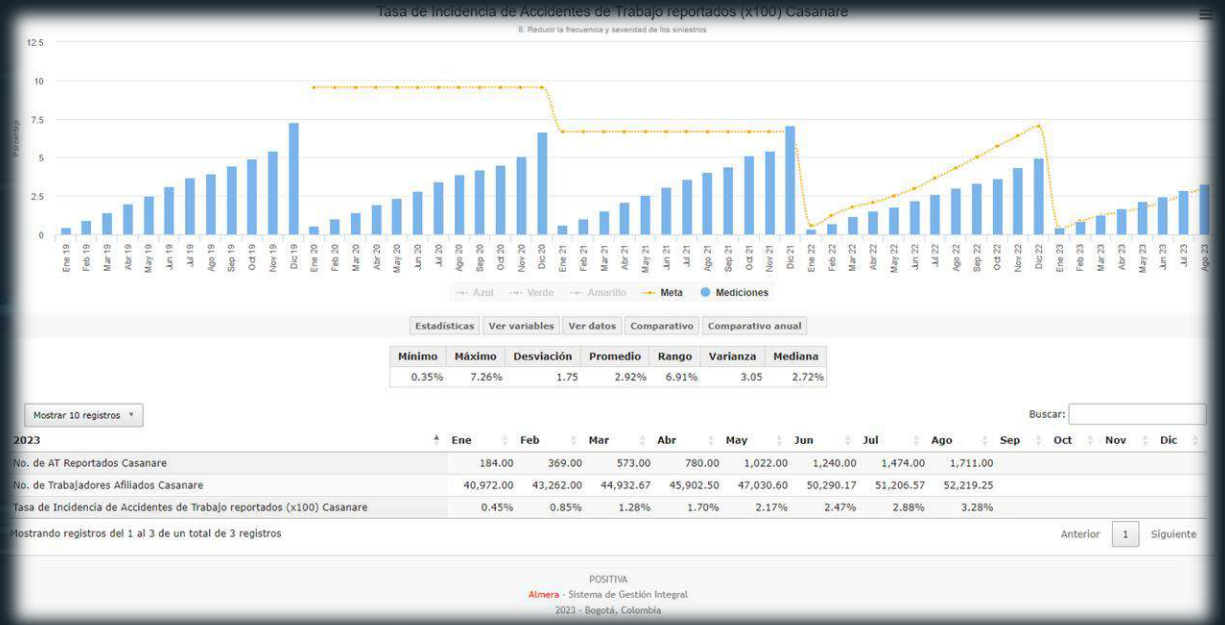 Tasa de Incidencia de Accidentes de Trabajo reportados (x100) Casanare
8. Reducir la frecuencia y severidad de los siniestros
Porcentaje
12.5
10
7.5
5
2.5
0
Ene 19 Feb 19 Mar 19 Abr 19 May 19 Jun 19 Jul 19 Ago 19 Sep 19 Oct 19 Nov 19 Dic 19 Ene 20 Feb 20 Mar 20 Abr 20 May 20 Jun 20 Jul 20 Ago 20 Sep 20 Oct 20 Nov 20 Dic 20 Ene 21 Feb 21 Mar 21 Abr 21 May 21 Jun 21 Jul 21 Ago 21 Sep 21 Oct 21 Nov 21 Dic 21 Ene 22 Feb 22 Mar 22 Abr 22 May 22 Jun 22 Jul 22 Ago 22 Sep 22 Oct 22 Nov 22 Dic 22 Ene 23 Feb 23 Mar 23 Abr 23 May 23 Jun 23 Jul 23 Ago 23
Azul Verde Amarillo Meta Mediciones
Estadísticas Ver variables Ver datos Comparativo Comparativo anual
Mínimo Máximo Desviación Promedio Rango Varianza Mediana
0.35% 7.26% 1.75 2.92% 6.91% 3.05 2.72%
Mostrar 10 registros Buscar:
2023 Ene Feb Mar Abr May Jun Jul Ago Sep Oct Nov Dic
No. de AT Reportados Casanare 184.00 369.00 573.00 780.00 1,022.00 1,240.00 1,474.00 1,711.00
No. de Trabajadores Afiliados Casanare 40,972.00 43,262.00 44,932.67 45,902.50 47,030.60 50,290.17 51,206.57 52,219.25
Tasa de Incidencia de Accidentes de Trabajo reportados (x100) Casanare 0.45% 0.85% 1.28% 1.70% 2.17% 2.47% 2.88% 3.28%
Mostrando registros del 1 al 3 de un total de 3 registros Anterior 1 Siguiente
POSITIVA
Almera - Sistema de Gestión Integral
2023 - Bogotá, Colombia